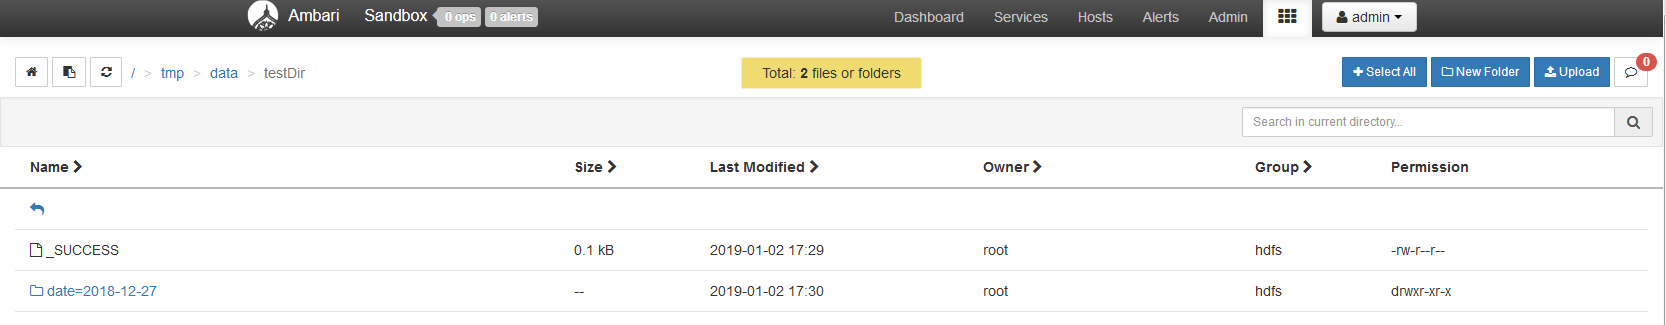 Ambari Sandbox 0 ops 0 alerts Dashboard Services Hosts Alerts Admin admin
/ > tmp > data > testDir Total: 2 files or folders Select All New Folder Upload 0
Search in current directory...
Name Size Last Modified Owner Group Permission
_SUCCESS 0.1 kB 2019-01-02 17:29 root hdfs -rw-r--r--
date=2018-12-27 -- 2019-01-02 17:30 root hdfs drwxr-xr-x